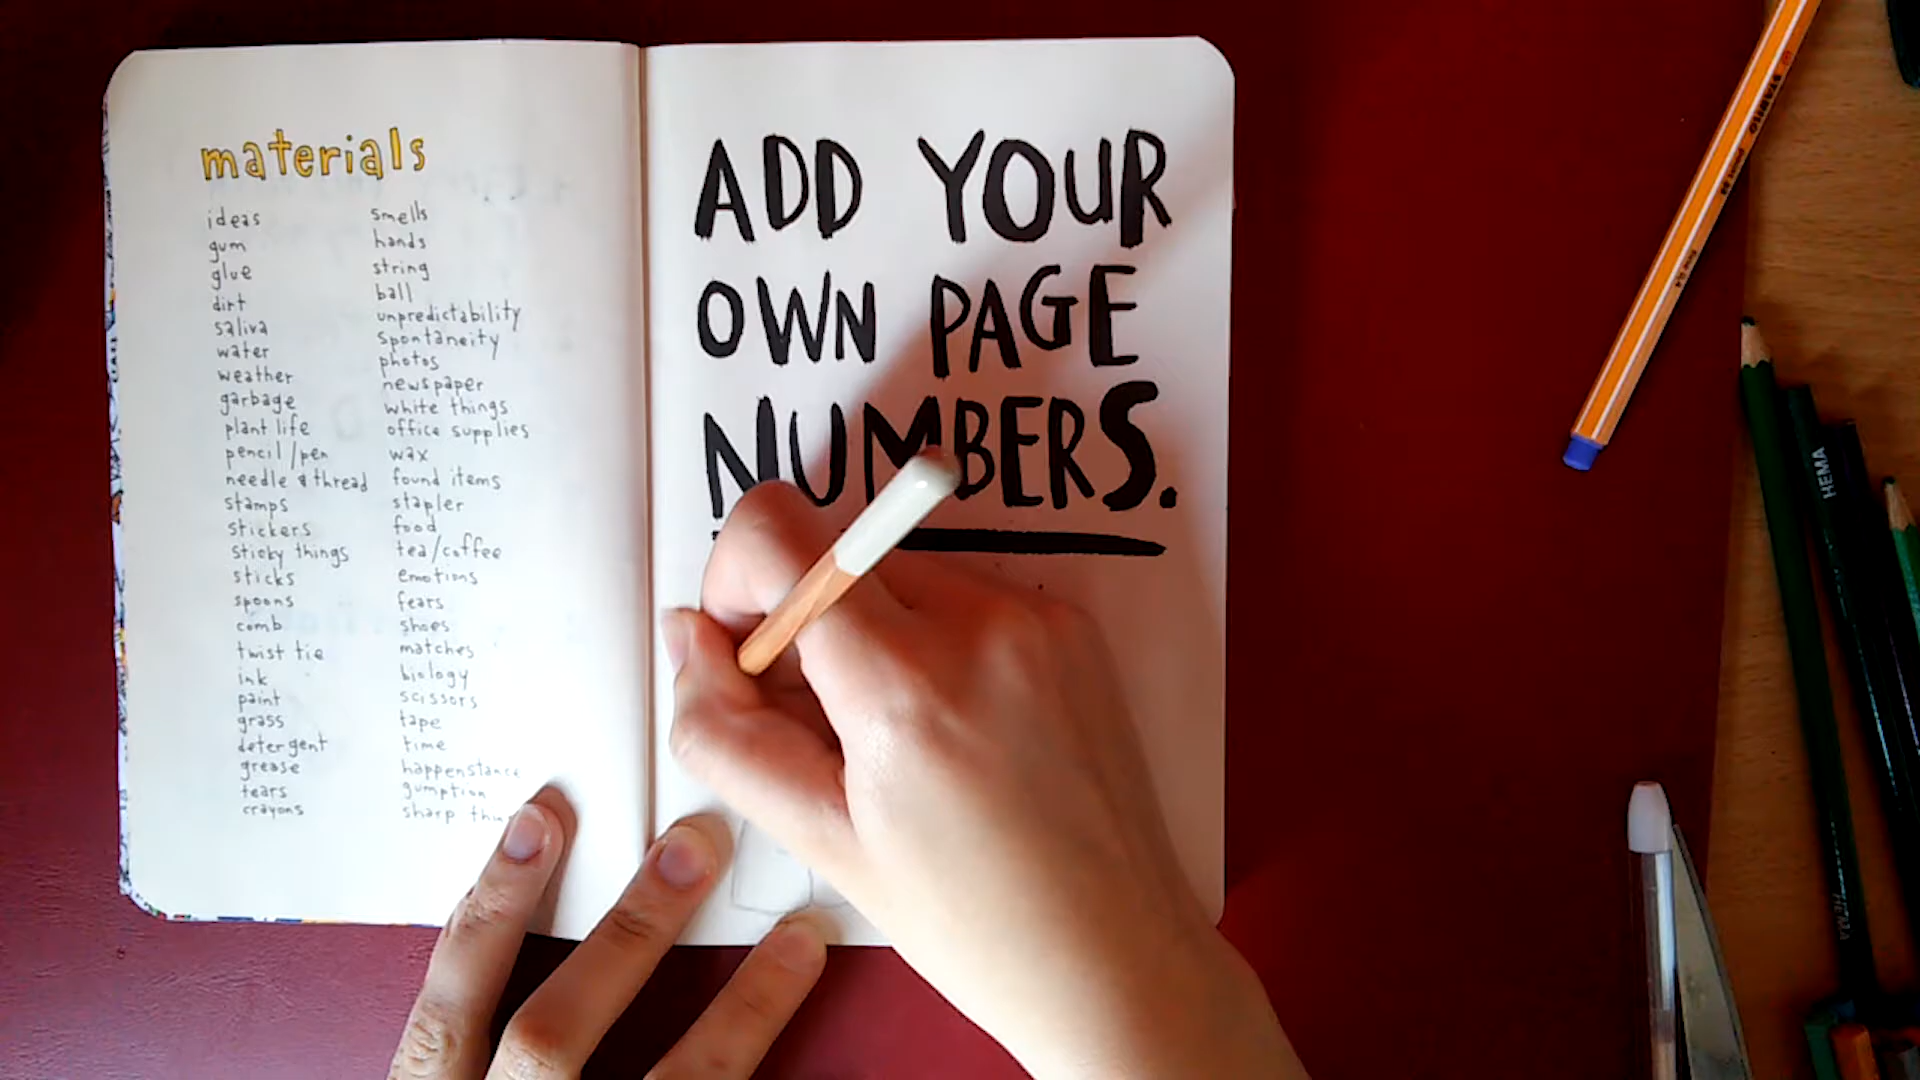 materials
ideas
gum
glue
dirt
saliva
water
weather
garbage
plant life
pencil/pen
needle & thread
stamps
stickers
sticky things
sticks
spoons
comb
twist tie
ink
paint
grass
detergent
grease
tears
crayons
smells
hands
string
ball
unpredictability
spontaneity
photos
newspaper
white things
office supplies
wax
found items
stapler
food
tea/coffee
emotions
fears
shoes
matches
biology
scissors
tape
time
happenstance
gumption
sharp
ADD YOUR
OWN PAGE
NUMBERS.
STABILO
HEMA
HEMA